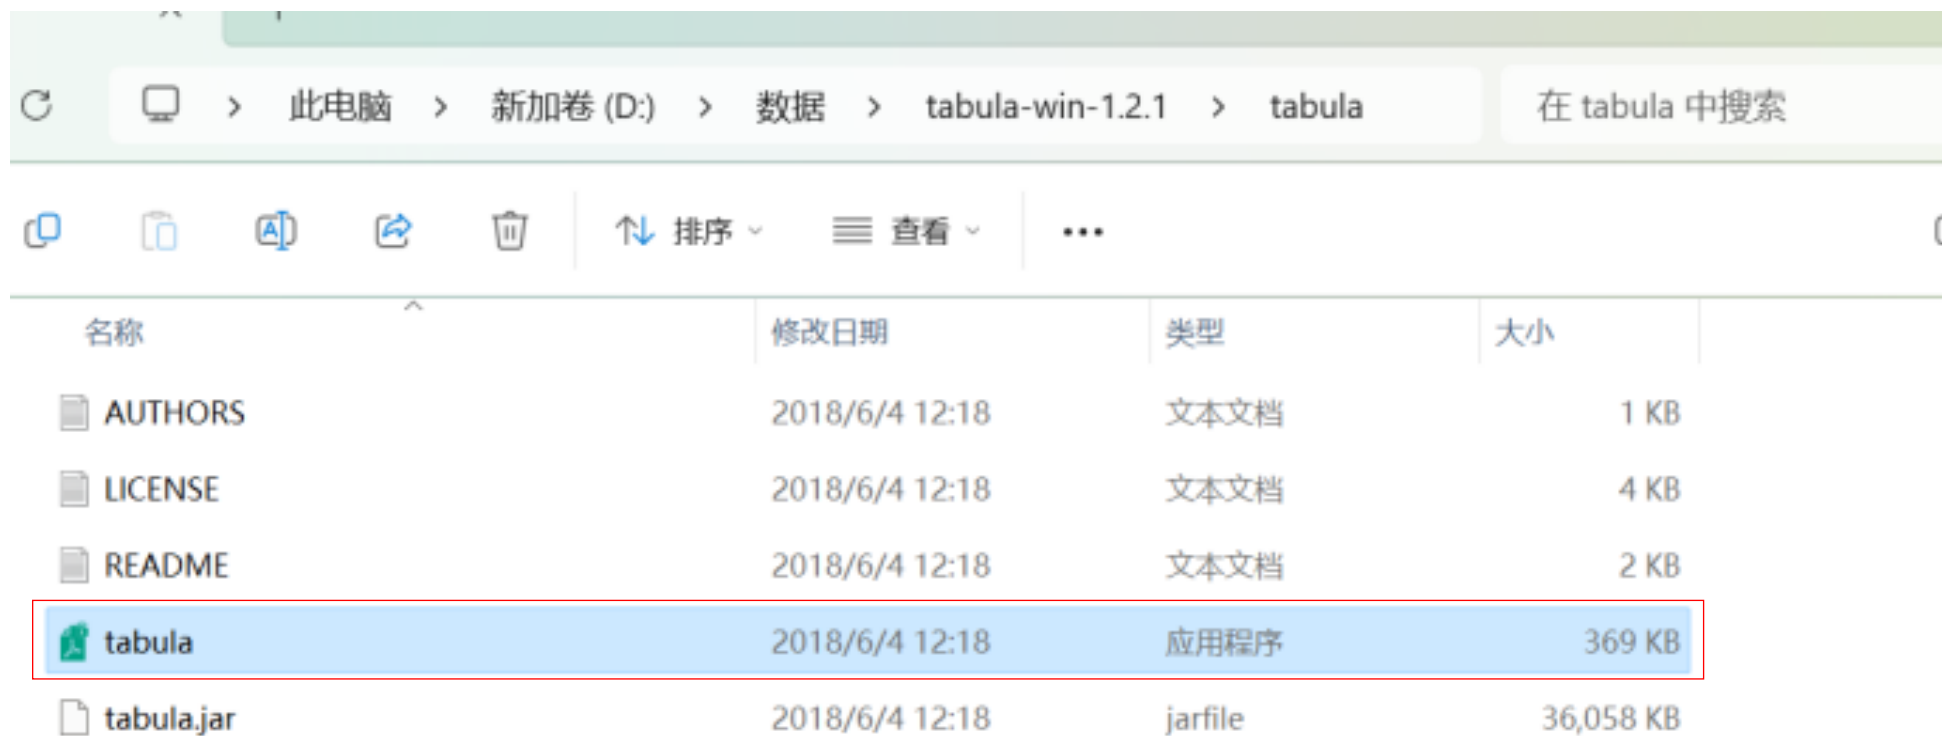 此电脑 > 新加卷 (D:) > 数据 > tabula-win-1.2.1 > tabula 在 tabula 中搜索
排序 查看 •••
名称 修改日期 类型 大小
AUTHORS 2018/6/4 12:18 文本文档 1 KB
LICENSE 2018/6/4 12:18 文本文档 4 KB
README 2018/6/4 12:18 文本文档 2 KB
tabula 2018/6/4 12:18 应用程序 369 KB
tabula.jar 2018/6/4 12:18 jarfile 36,058 KB